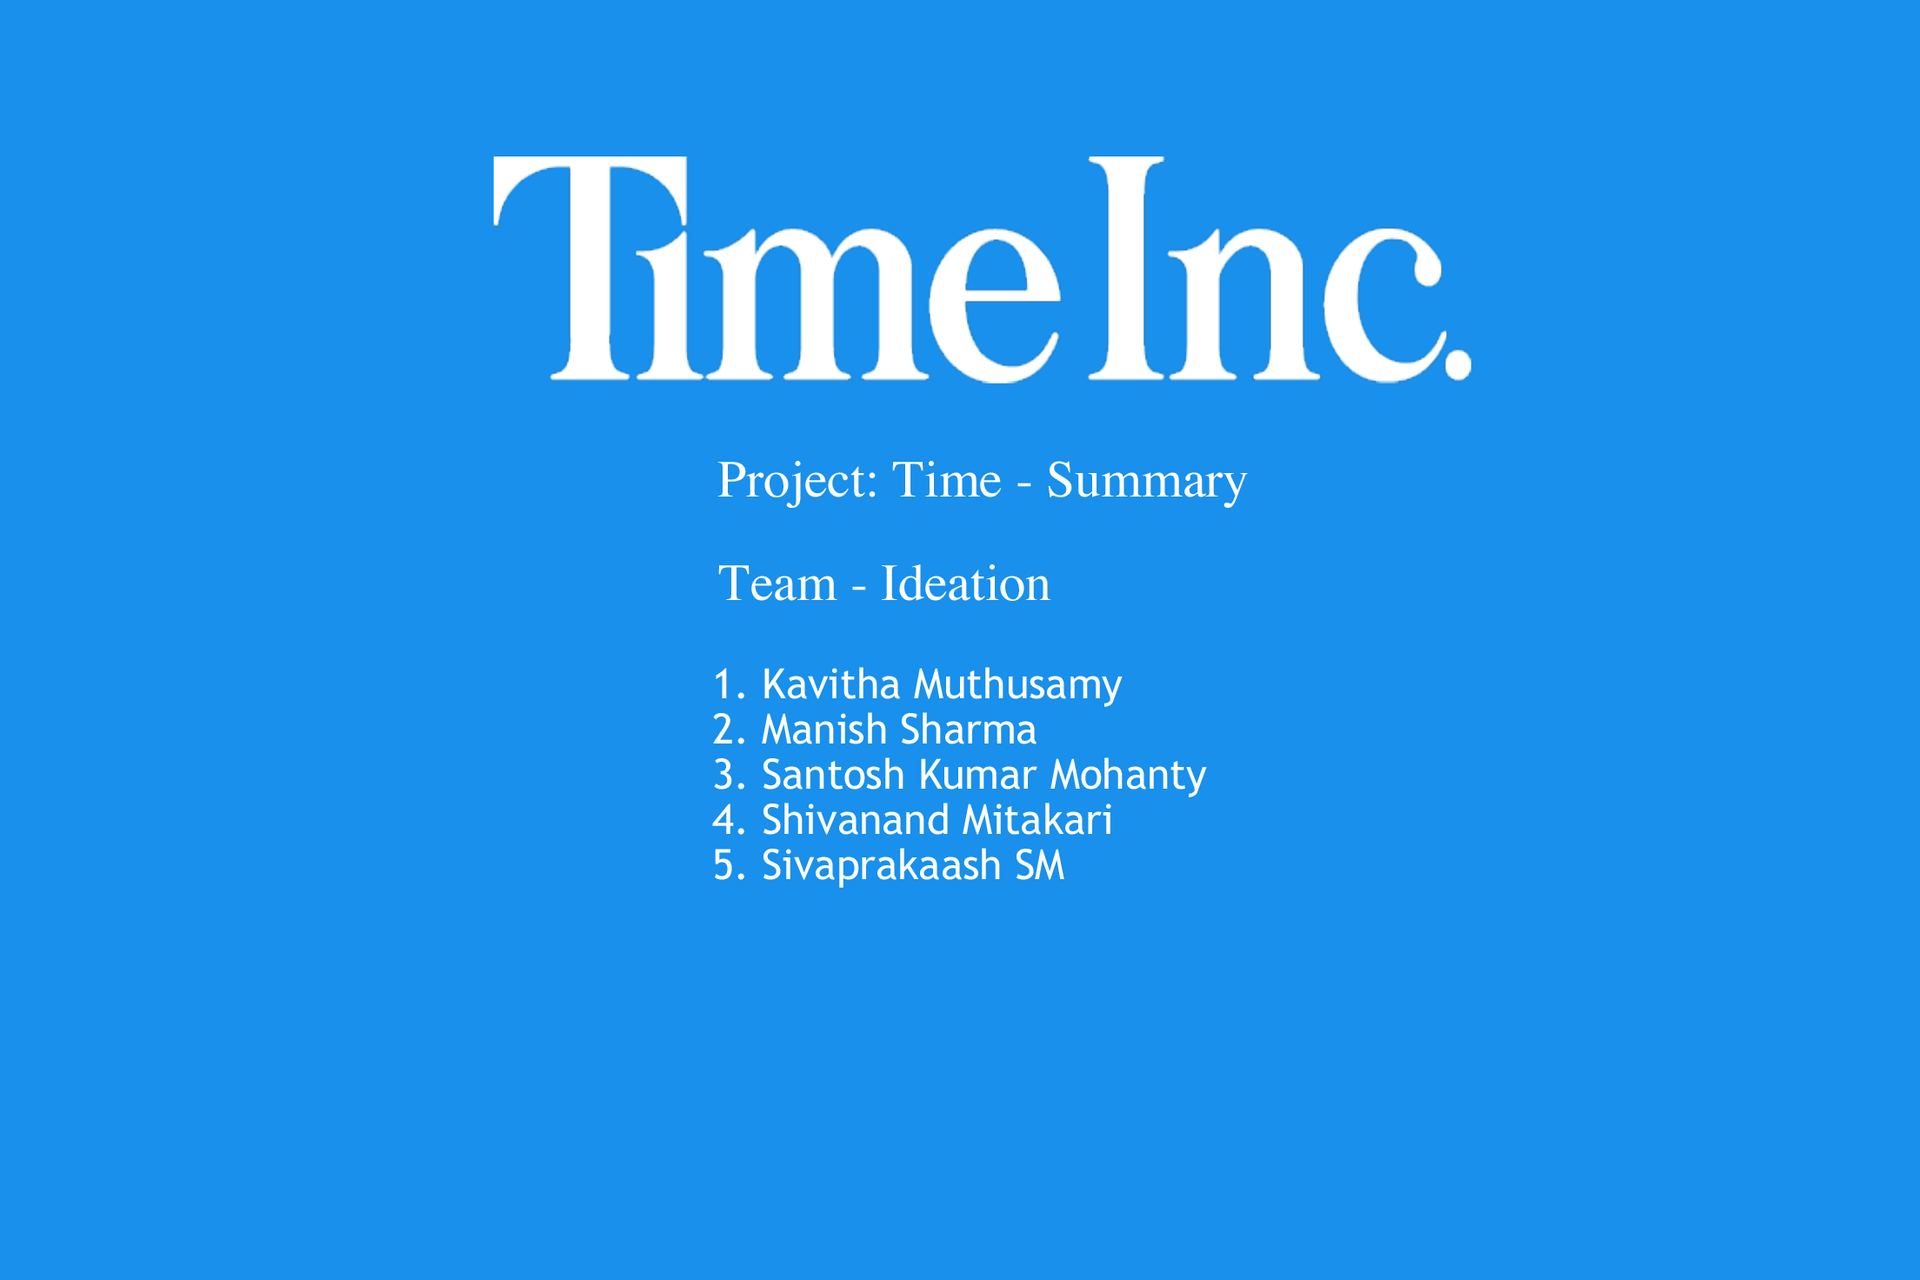 Time Inc.
Project: Time - Summary
Team - Ideation
1. Kavitha Muthusamy
2. Manish Sharma
3. Santosh Kumar Mohanty
4. Shivanand Mitakari
5. Sivaprakaash SM